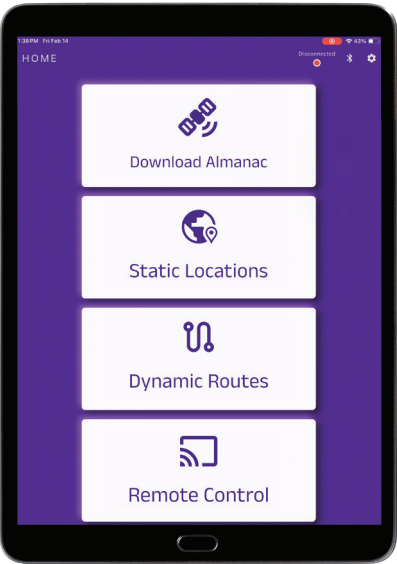 1:38 PM Fri Feb 14
43%
HOME
Disconnected
Download Almanac
Static Locations
Dynamic Routes
Remote Control